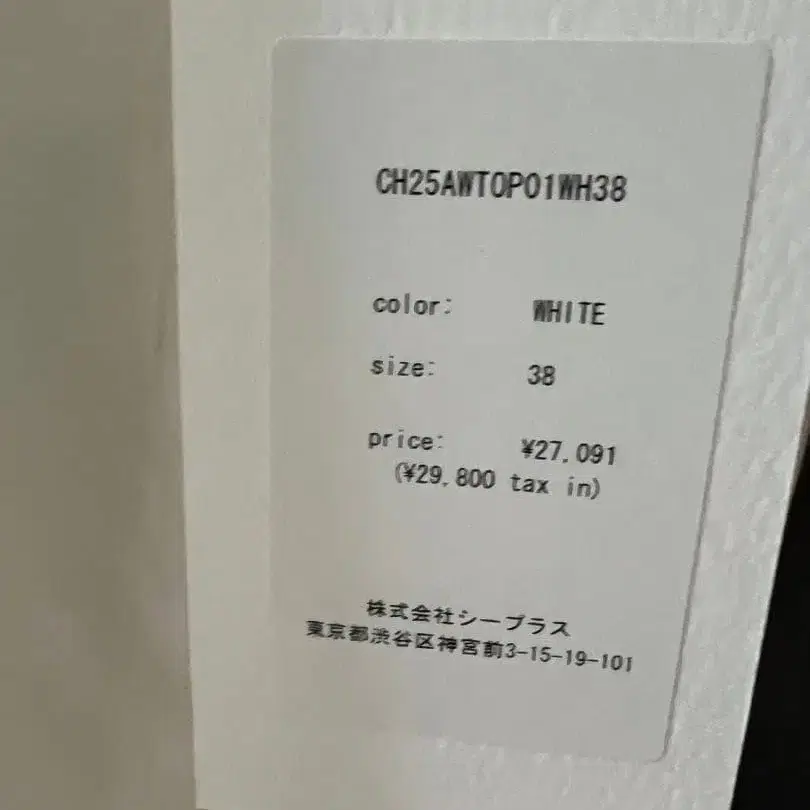 CH25AWTOP01WH38
color: WHITE
size: 38
price: ¥27,091
(¥29,800 tax in)
株式会社シープラス
東京都渋谷区神宮前3-15-19-101